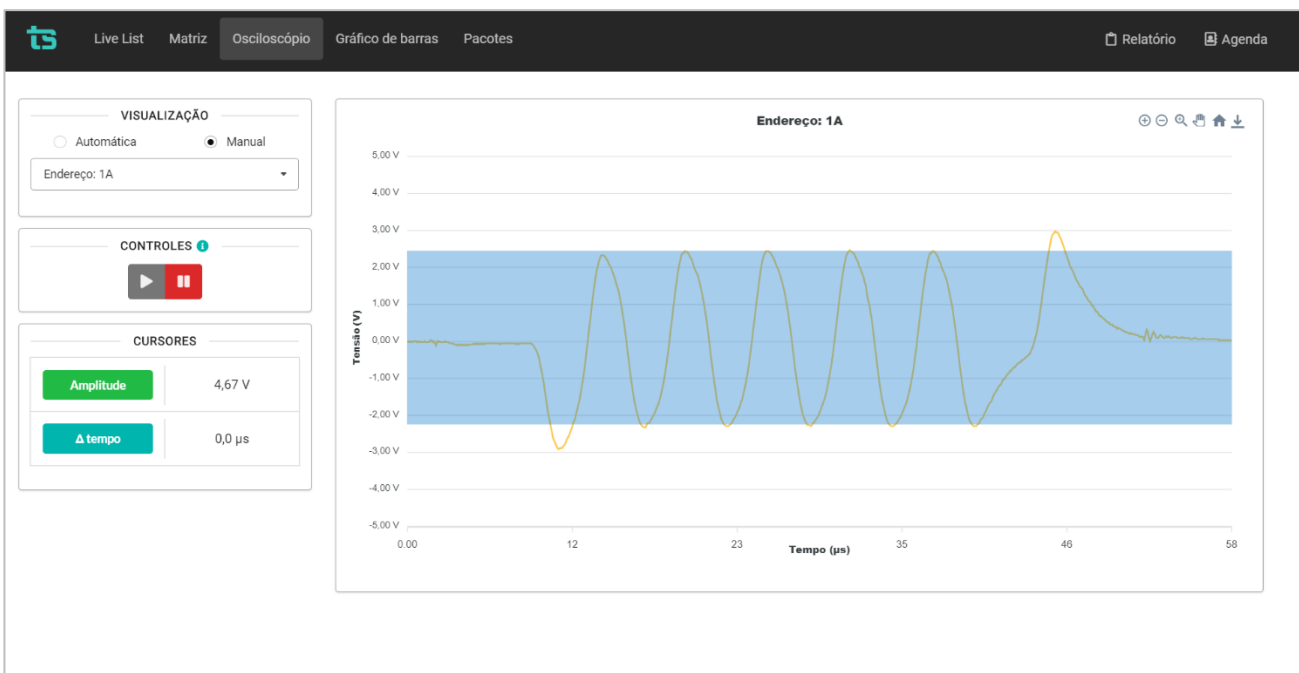 ts
Live List Matriz Osciloscópio Gráfico de barras Pacotes Relatório Agenda
VISUALIZAÇÃO
Automática Manual
Endereço: 1A
CONTROLES
CURSORES
Amplitude 4,67 V
Δ tempo 0,0 µs
Endereço: 1A
5,00 V
4,00 V
3,00 V
2,00 V
1,00 V
0,00 V
-1,00 V
-2,00 V
-3,00 V
-4,00 V
-5,00 V
Tensão (V)
0.00 12 23 35 46 58
Tempo (µs)